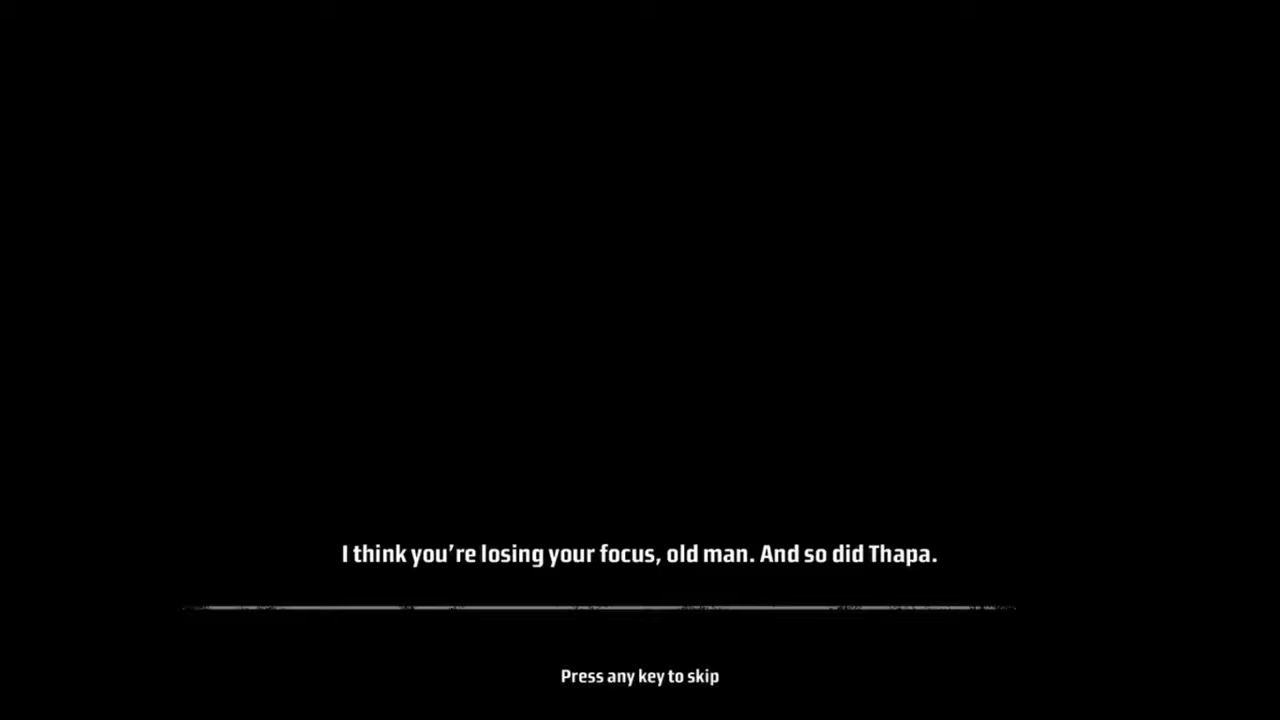 I think you’re losing your focus, old man. And so did Thapa.
Press any key to skip